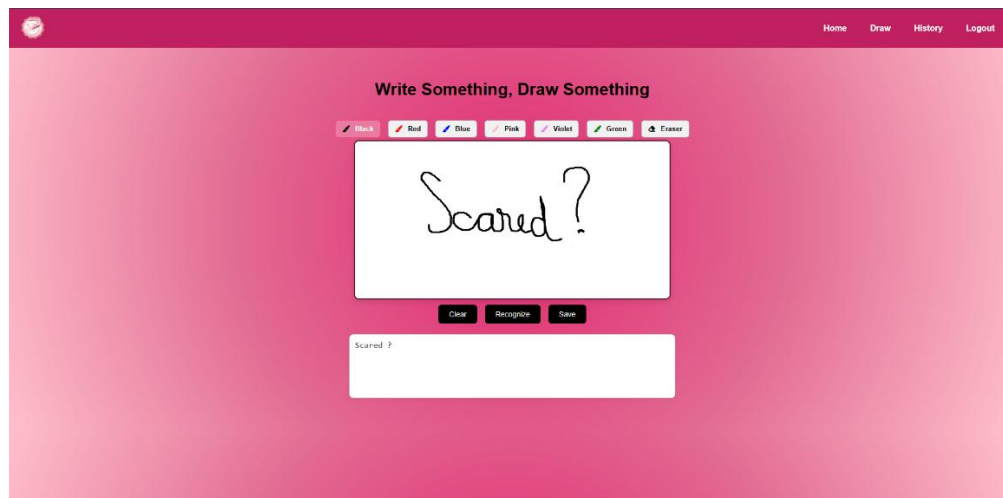 Home Draw History Logout
Write Something, Draw Something
Black Red Blue Pink Violet Green Eraser
Scared?
Clear Recognize Save
Scared ?